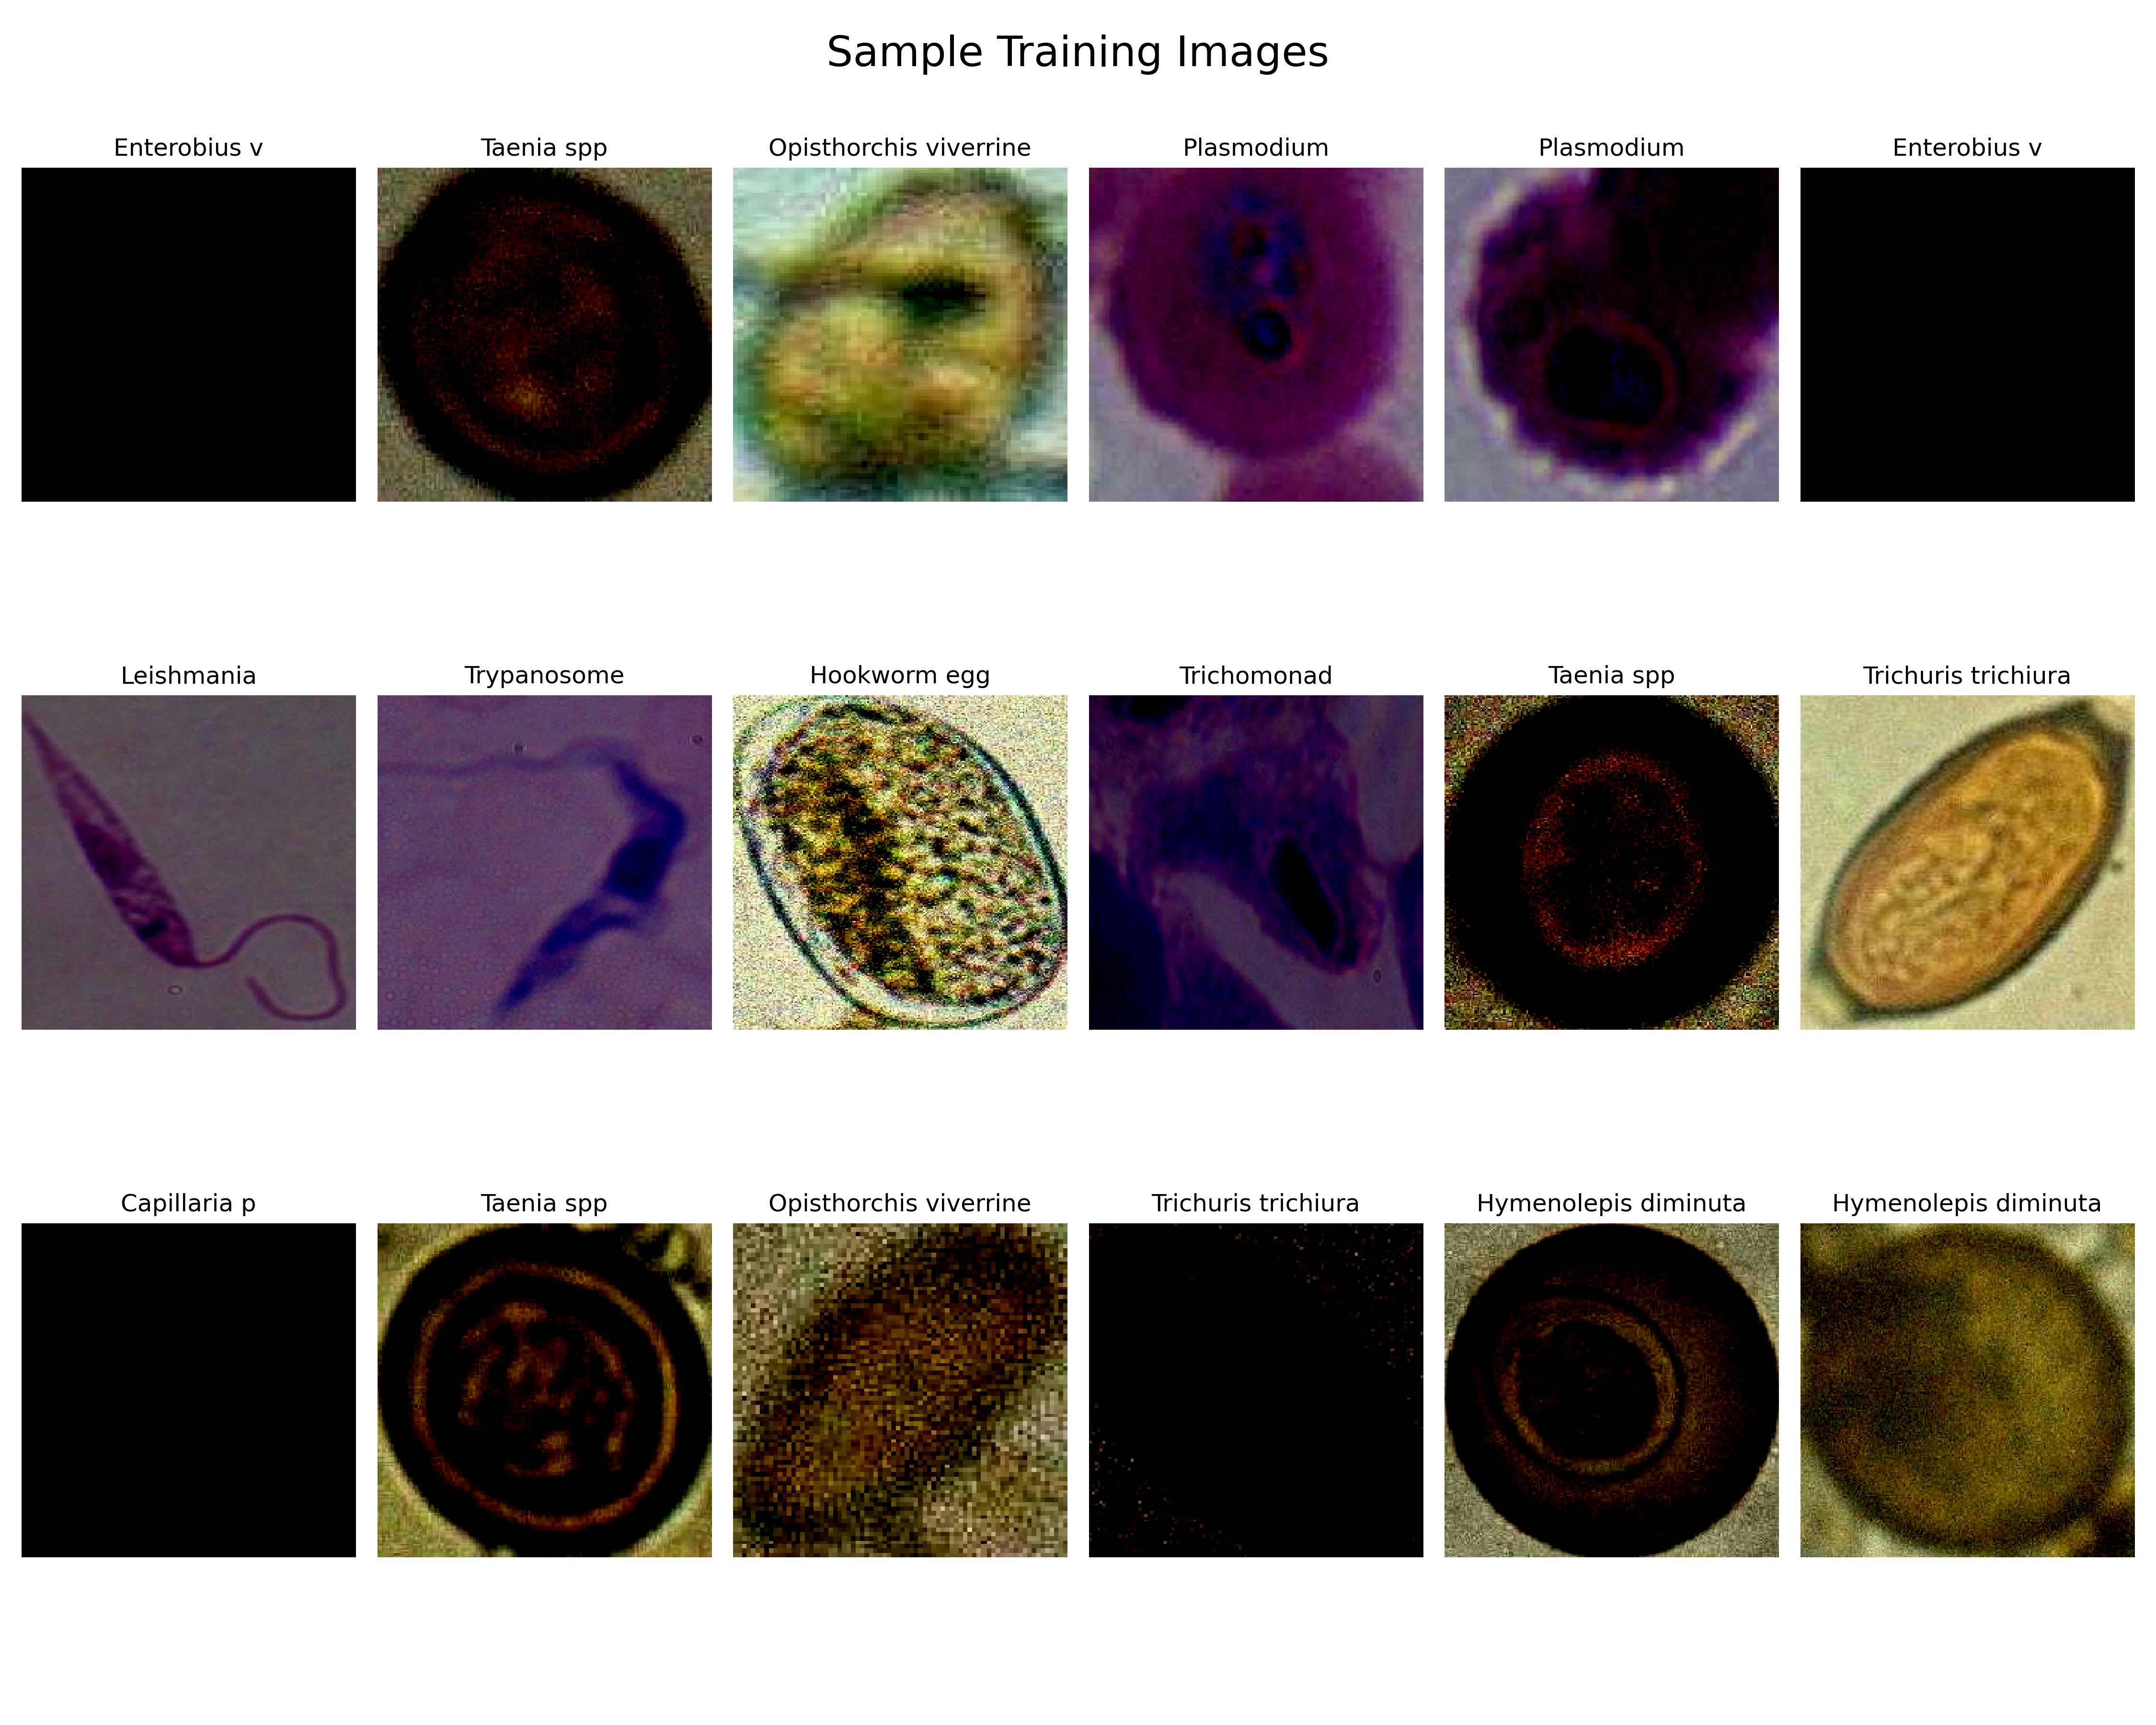 Sample Training Images
Enterobius v
Taenia spp
Opisthorchis viverrine
Plasmodium
Plasmodium
Enterobius v
Leishmania
Trypanosome
Hookworm egg
Trichomonad
Taenia spp
Trichuris trichiura
Capillaria p
Taenia spp
Opisthorchis viverrine
Trichuris trichiura
Hymenolepis diminuta
Hymenolepis diminuta